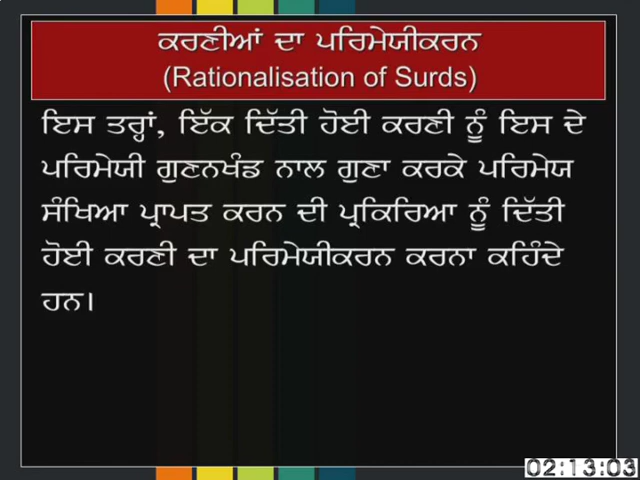 ਕਰਣੀਆਂ ਦਾ ਪਰਿਮੇਯੀਕਰਨ
(Rationalisation of Surds)
ਇਸ ਤਰ੍ਹਾਂ, ਇੱਕ ਦਿੱਤੀ ਹੋਈ ਕਰਣੀ ਨੂੰ ਇਸ ਦੇ
ਪਰਿਮੇਯੀ ਗੁਣਨਖੰਡ ਨਾਲ ਗੁਣਾ ਕਰਕੇ ਪਰਿਮੇਯ
ਸੰਖਿਆ ਪ੍ਰਾਪਤ ਕਰਨ ਦੀ ਪ੍ਰਕਿਰਿਆ ਨੂੰ ਦਿੱਤੀ
ਹੋਈ ਕਰਣੀ ਦਾ ਪਰਿਮੇਯੀਕਰਨ ਕਰਨਾ ਕਹਿੰਦੇ
ਹਨ।
02:13:03